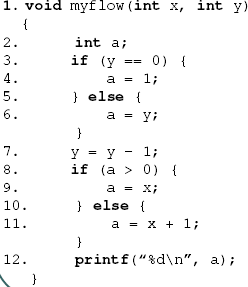 1. void myflow(int x, int y)
{
2. int a;
3. if (y == 0) {
4. a = 1;
5. } else {
6. a = y;
}
7. y = y - 1;
8. if (a > 0) {
9. a = x;
10. } else {
11. a = x + 1;
}
12. printf(“%d\n”, a);
}